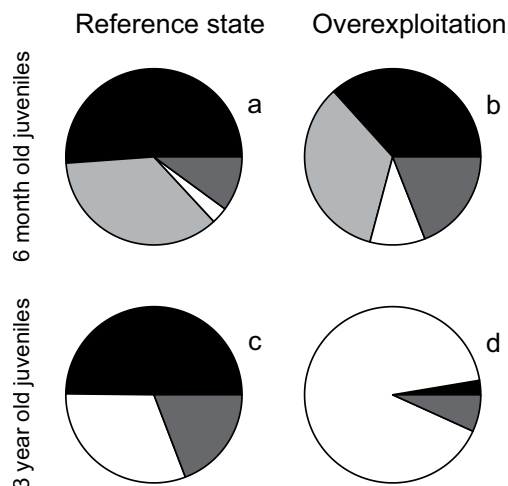 Reference state
Overexploitation
6 month old juveniles
a
b
3 year old juveniles
c
d